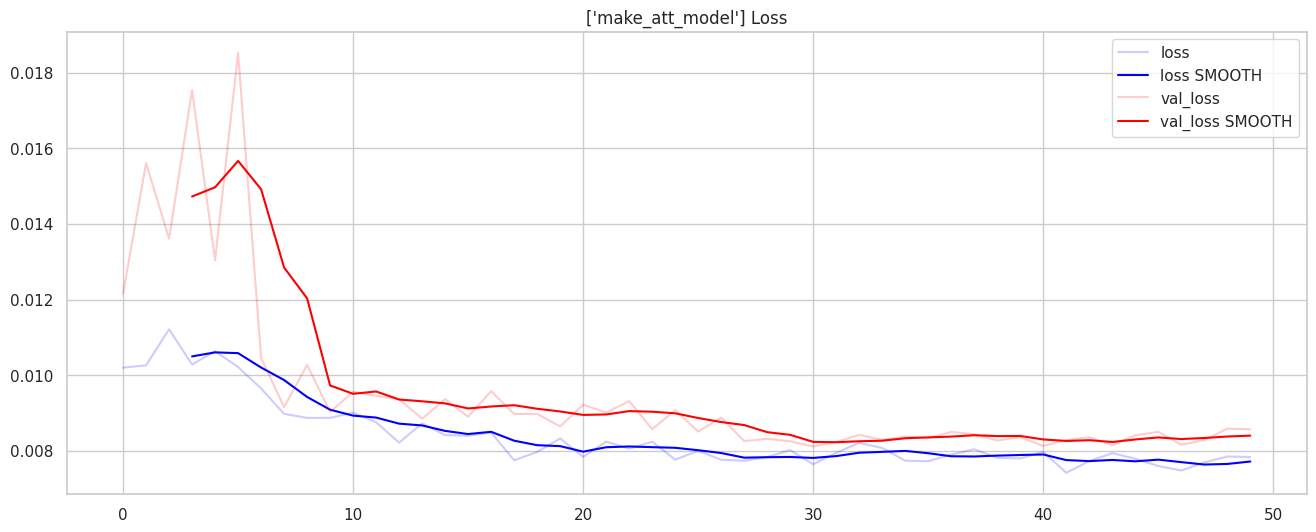 ['make_att_model'] Loss
loss
loss SMOOTH
val_loss
val_loss SMOOTH
0.018
0.016
0.014
0.012
0.010
0.008
0 10 20 30 40 50